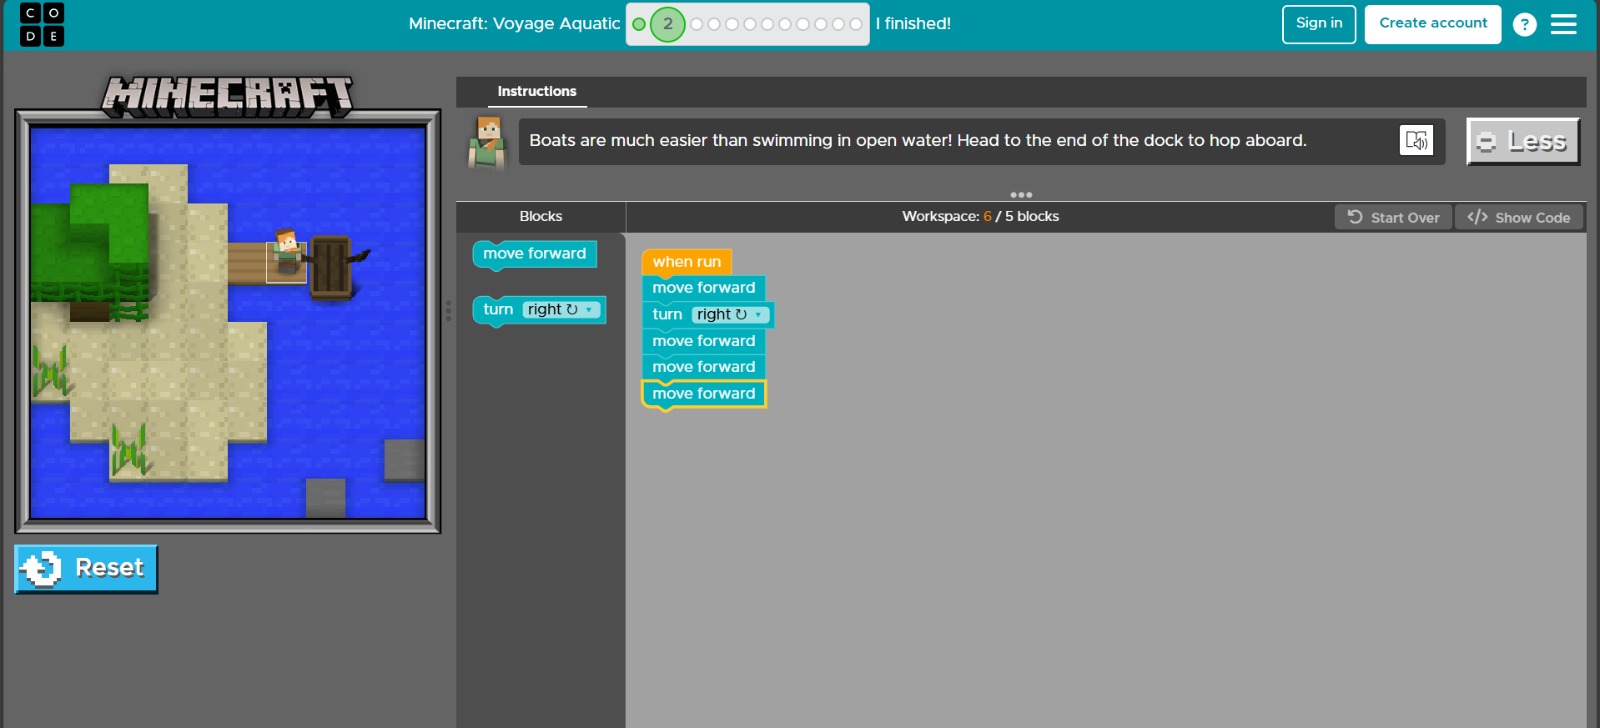 CO
DE
Minecraft: Voyage Aquatic
2
I finished!
Sign in
Create account
?
MINECRAFT
Instructions
Boats are much easier than swimming in open water! Head to the end of the dock to hop aboard.
Less
Blocks
Workspace: 6 / 5 blocks
Start Over
</> Show Code
move forward
turn right ↻
when run
move forward
turn right ↻
move forward
move forward
move forward
Reset